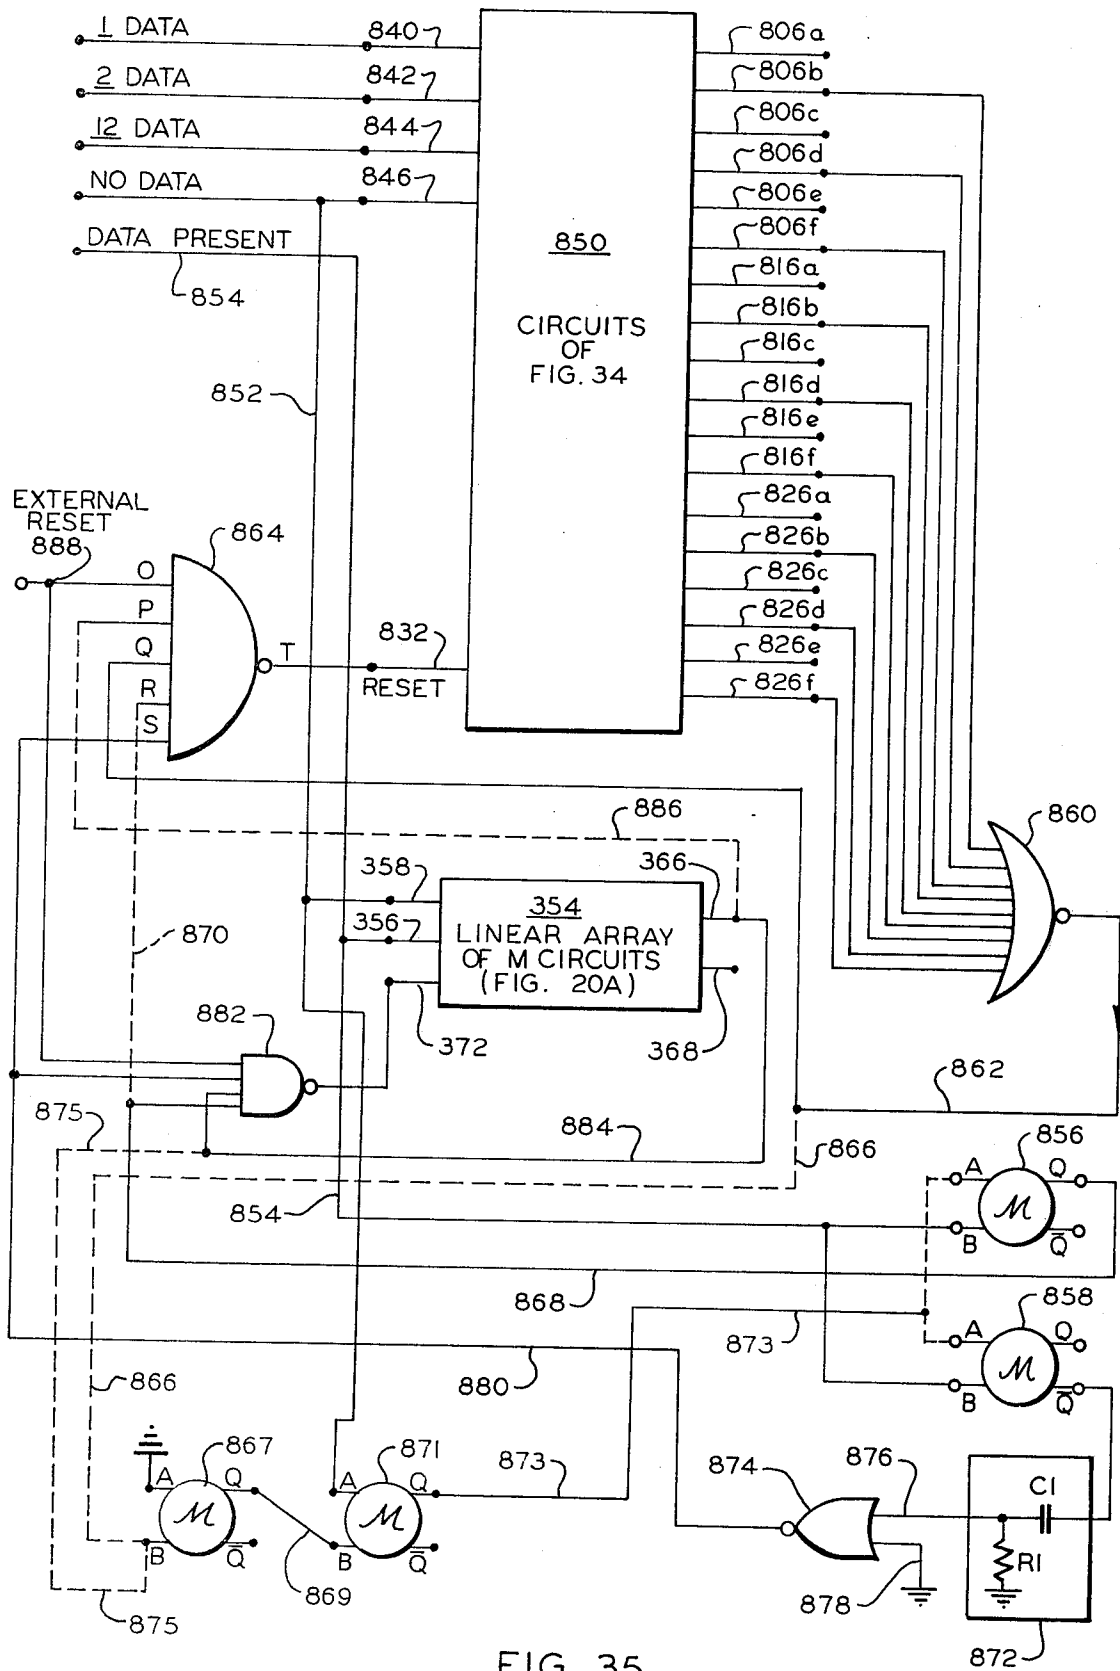 1 DATA
840
2 DATA
842
12 DATA
844
NO DATA
846
DATA PRESENT
854
850
CIRCUITS
OF
FIG. 34
806a
806b
806c
806d
806e
806f
816a
816b
816c
816d
816e
816f
826a
826b
826c
826d
826e
826f
852
EXTERNAL
RESET
888
864
O
P
Q
R
S
T
832
RESET
886
860
358
356
354
LINEAR ARRAY
OF M CIRCUITS
(FIG. 20A)
366
368
372
870
882
862
875
884
866
854
856
A
Q
M
B
Q̅
868
873
858
A
Q
M
B
Q̅
866
880
867
A
Q
M
B
Q̅
869
871
A
Q
M
B
Q̅
873
875
874
876
878
C1
R1
872
FIG. 35